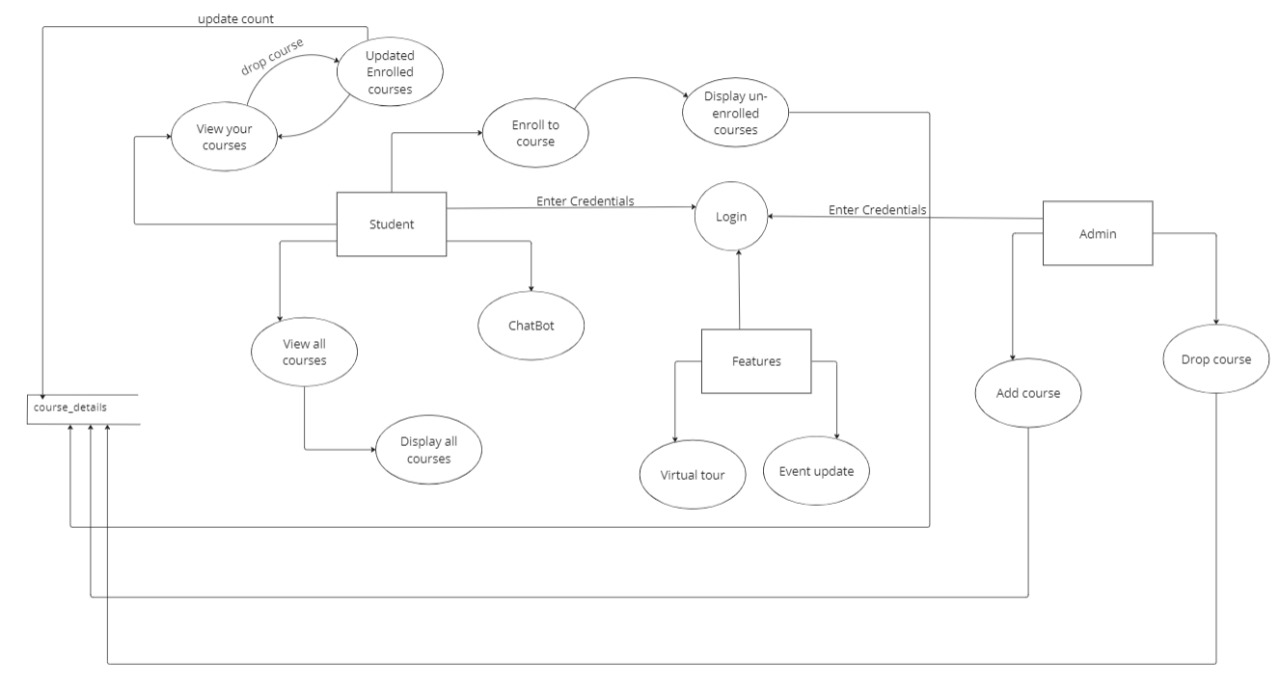 update count
drop course
Updated
Enrolled
courses
View your
courses
Enroll to
course
Display un-
enrolled
courses
Student
Enter Credentials
Login
Enter Credentials
Admin
ChatBot
View all
courses
Features
Drop course
Add course
course_details
Display all
courses
Virtual tour
Event update